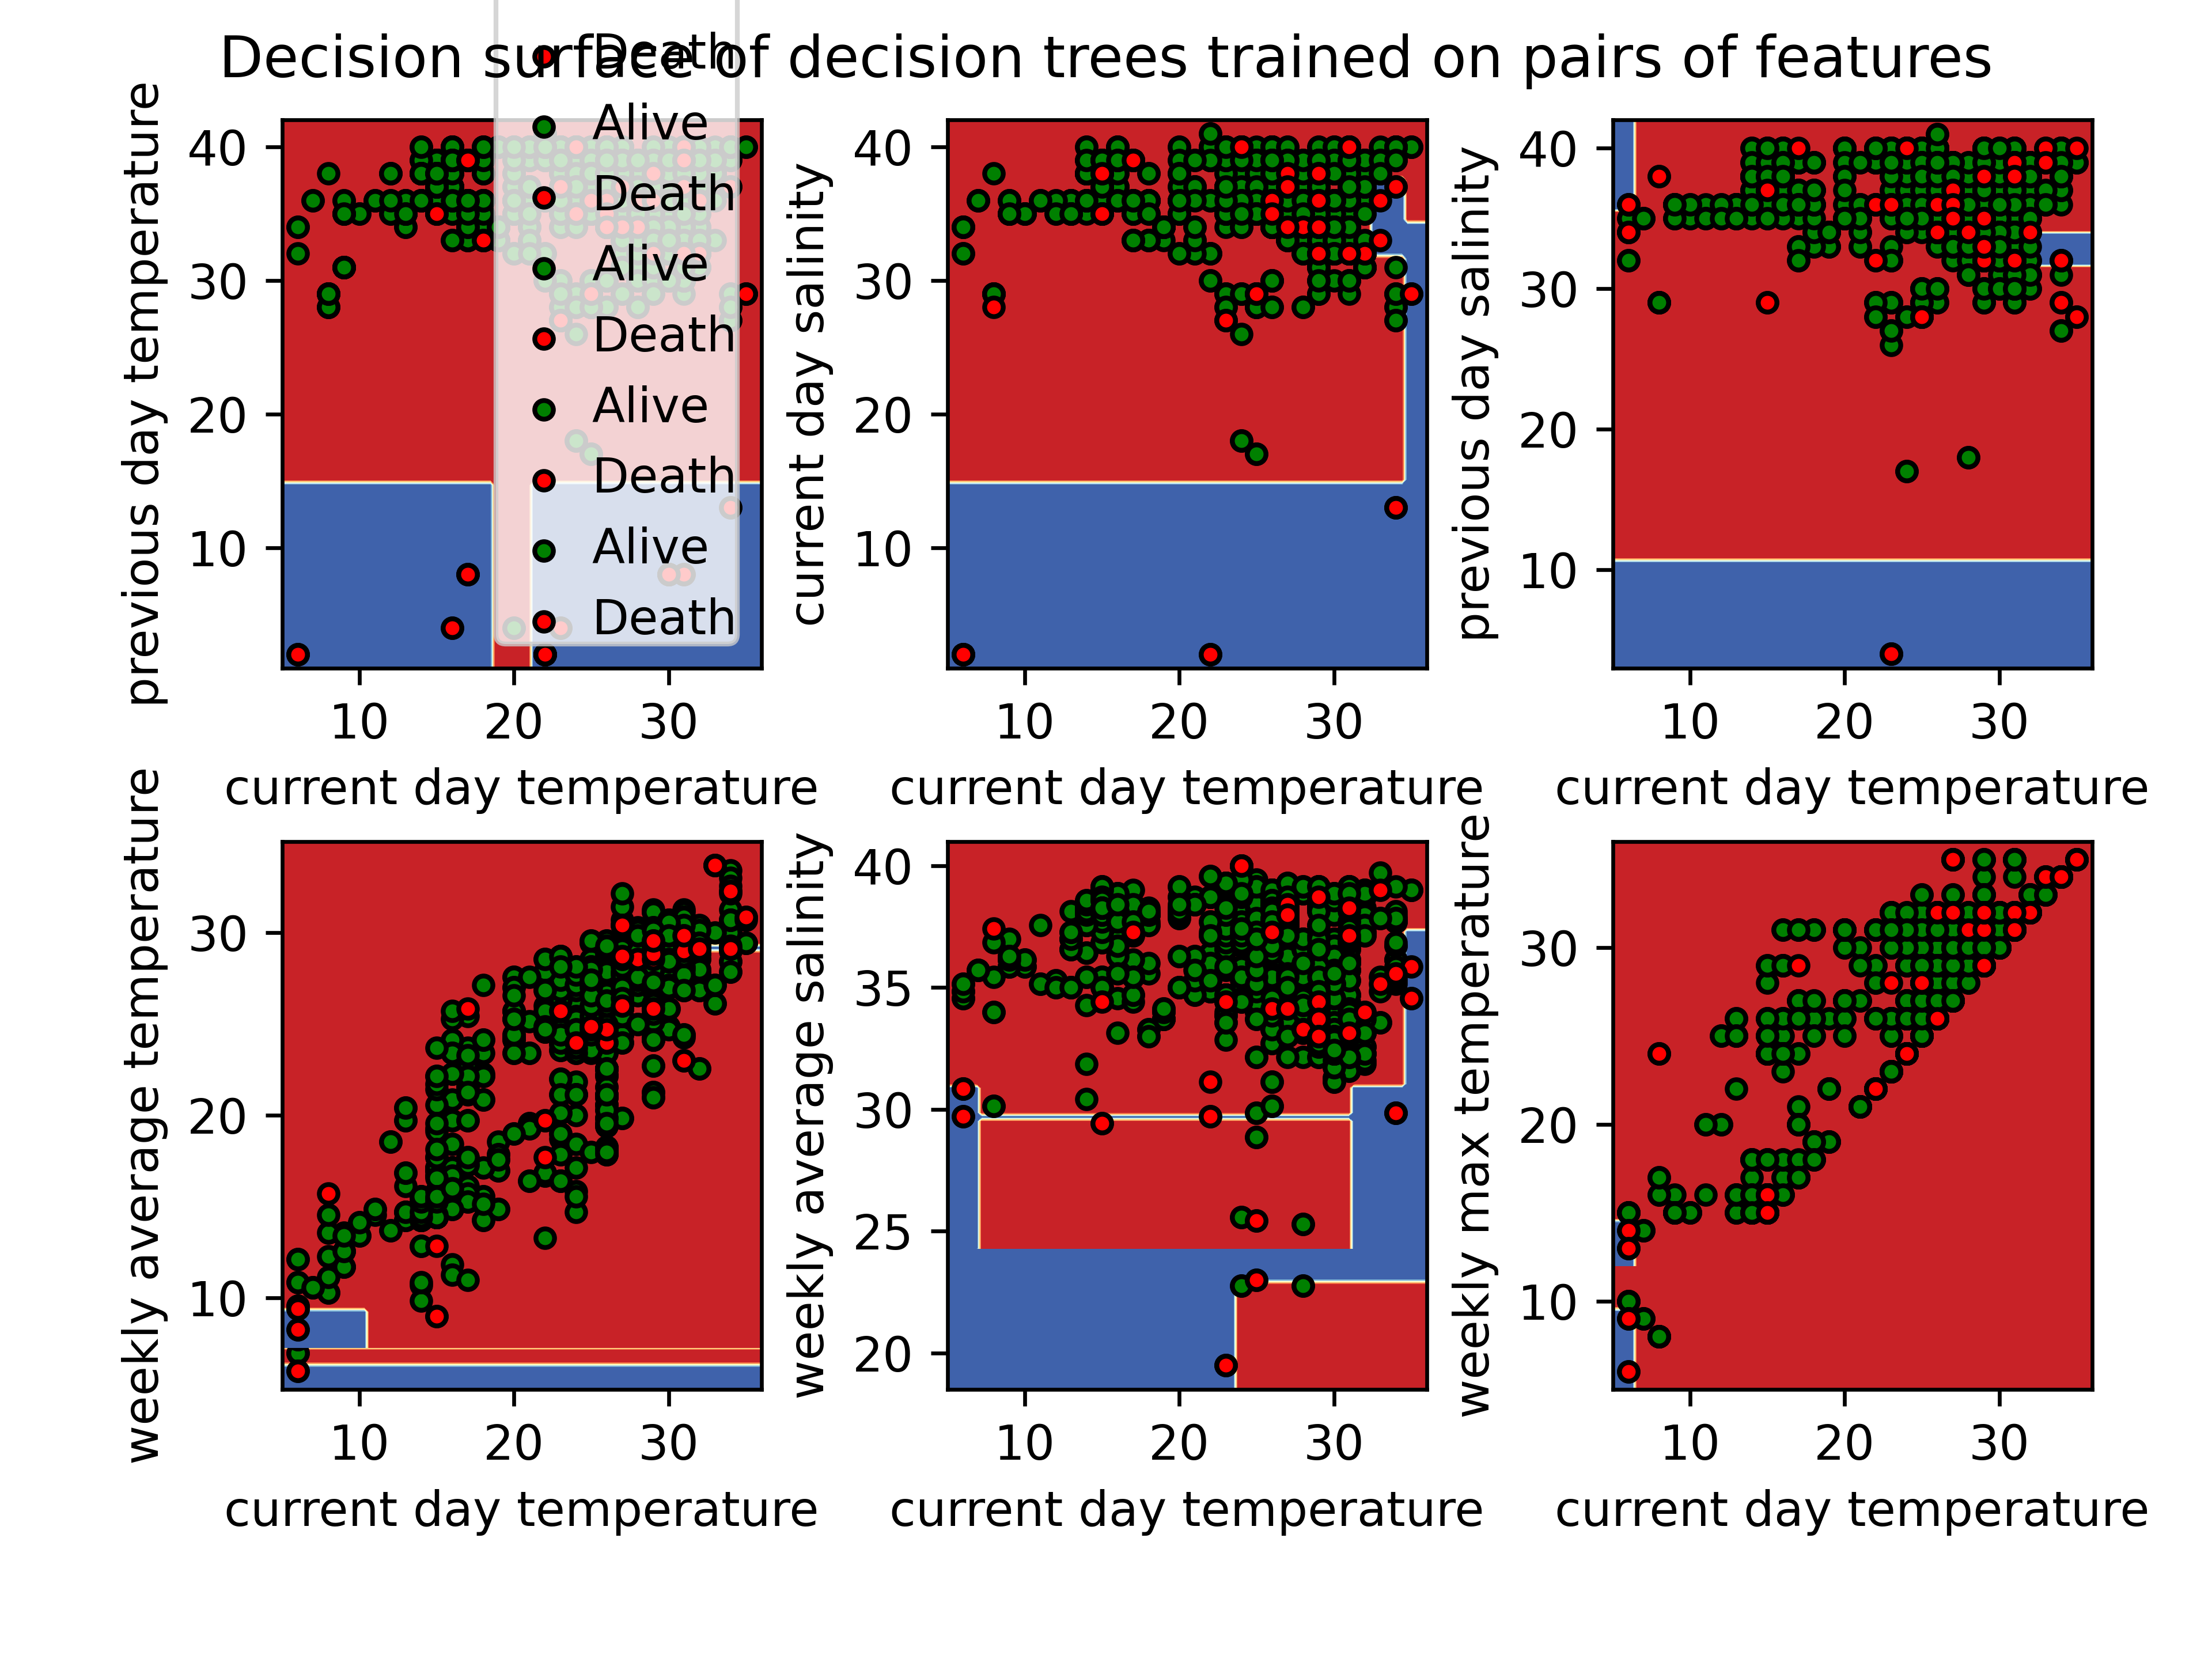 Decision surface of decision trees trained on pairs of features
Death
Alive
Death
Alive
Death
Alive
Death
Alive
Death
previous day temperature
40
30
20
10
10 20 30
current day temperature
current day salinity
40
30
20
10
10 20 30
current day temperature
previous day salinity
40
30
20
10
10 20 30
current day temperature
weekly average temperature
30
20
10
10 20 30
current day temperature
weekly average salinity
40
35
30
25
20
10 20 30
current day temperature
weekly max temperature
30
20
10
10 20 30
current day temperature